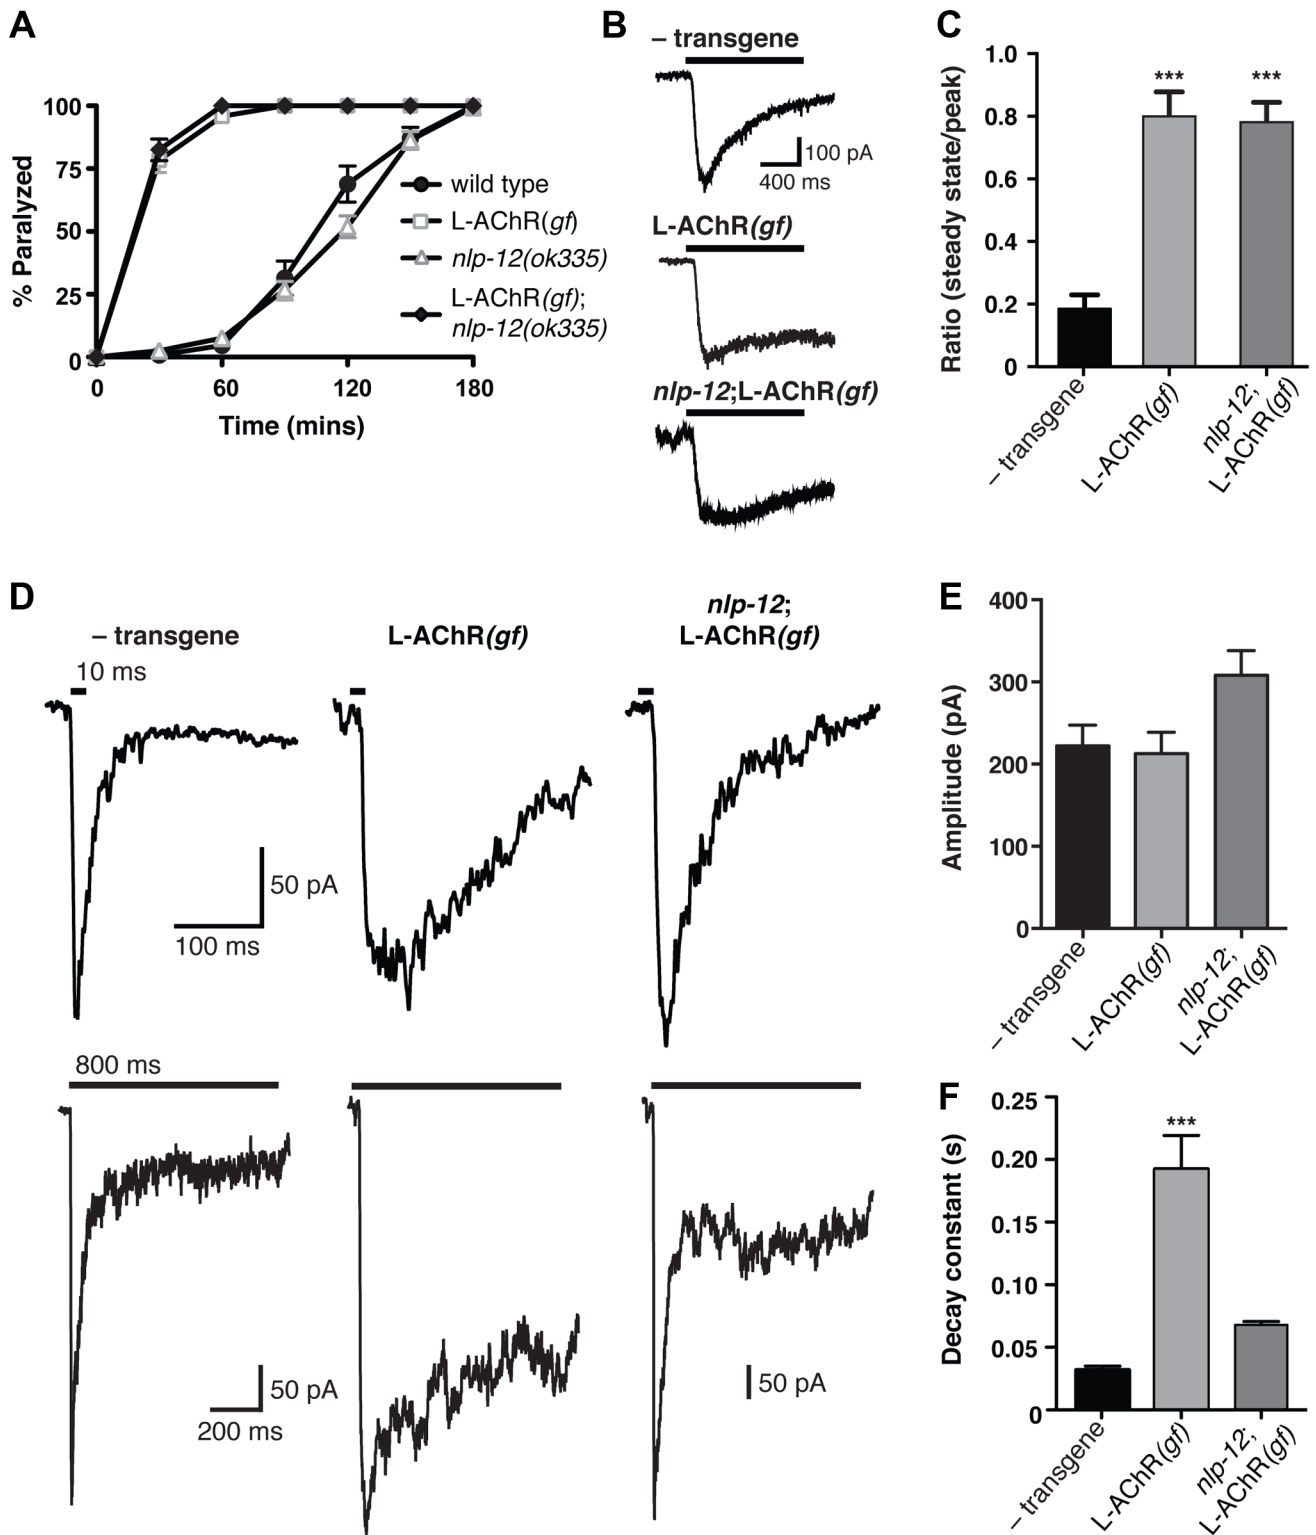 A
% Paralyzed
100
75
50
25
0
0
60
120
180
Time (mins)
wild type
L-AChR(gf)
nlp-12(ok335)
L-AChR(gf);
nlp-12(ok335)
B
– transgene
100 pA
400 ms
L-AChR(gf)
nlp-12;L-AChR(gf)
C
Ratio (steady state/peak)
1.0
0.8
0.6
0.4
0.2
0
***
***
– transgene
L-AChR(gf)
nlp-12;
L-AChR(gf)
D
– transgene
10 ms
L-AChR(gf)
nlp-12;
L-AChR(gf)
50 pA
100 ms
800 ms
50 pA
200 ms
50 pA
E
Amplitude (pA)
400
300
200
100
0
– transgene
L-AChR(gf)
nlp-12;
L-AChR(gf)
F
Decay constant (s)
0.25
0.20
0.15
0.10
0.05
0
***
– transgene
L-AChR(gf)
nlp-12;
L-AChR(gf)